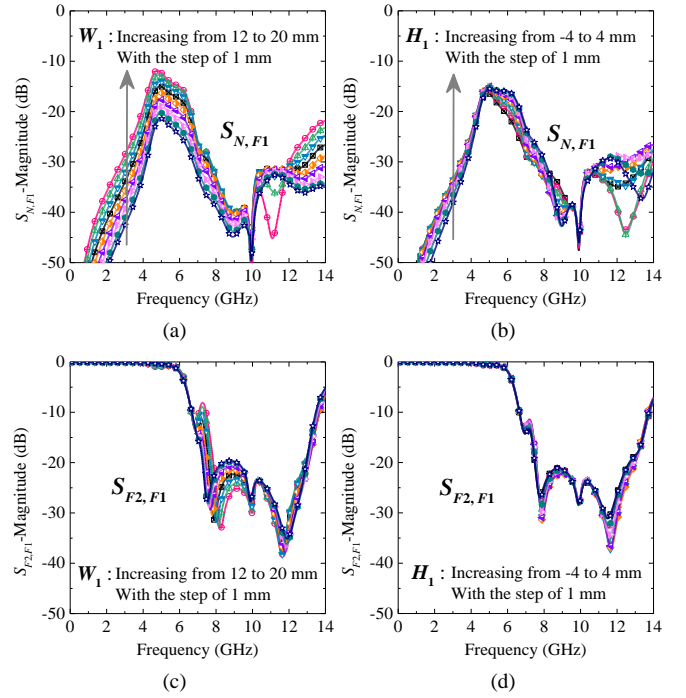 W1 : Increasing from 12 to 20 mm
With the step of 1 mm
SN, F1
SN, F1-Magnitude (dB)
0
-10
-20
-30
-40
-50
0 2 4 6 8 10 12 14
Frequency (GHz)
(a)
H1 : Increasing from -4 to 4 mm
With the step of 1 mm
SN, F1
SN, F1-Magnitude (dB)
0
-10
-20
-30
-40
-50
0 2 4 6 8 10 12 14
Frequency (GHz)
(b)
SF2, F1
W1 : Increasing from 12 to 20 mm
With the step of 1 mm
SF2,F1-Magnitude (dB)
0
-10
-20
-30
-40
-50
0 2 4 6 8 10 12 14
Frequency (GHz)
(c)
SF2, F1
H1 : Increasing from -4 to 4 mm
With the step of 1 mm
SF2,F1-Magnitude (dB)
0
-10
-20
-30
-40
-50
0 2 4 6 8 10 12 14
Frequency (GHz)
(d)